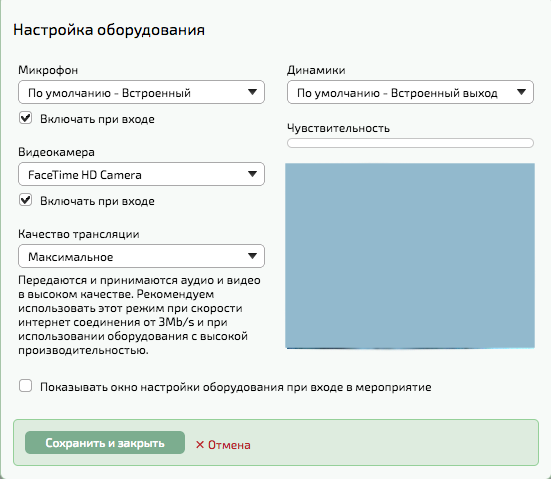 Настройка оборудования
Микрофон
По умолчанию - Встроенный
Включать при входе
Динамики
По умолчанию - Встроенный выход
Чувствительность
Видеокамера
FaceTime HD Camera
Включать при входе
Качество трансляции
Максимальное
Передаются и принимаются аудио и видео
в высоком качестве. Рекомендуем
использовать этот режим при скорости
интернет соединения от 3Mb/s и при
использовании оборудования с высокой
производительностью.
Показывать окно настройки оборудования при входе в мероприятие
Сохранить и закрыть
✕ Отмена